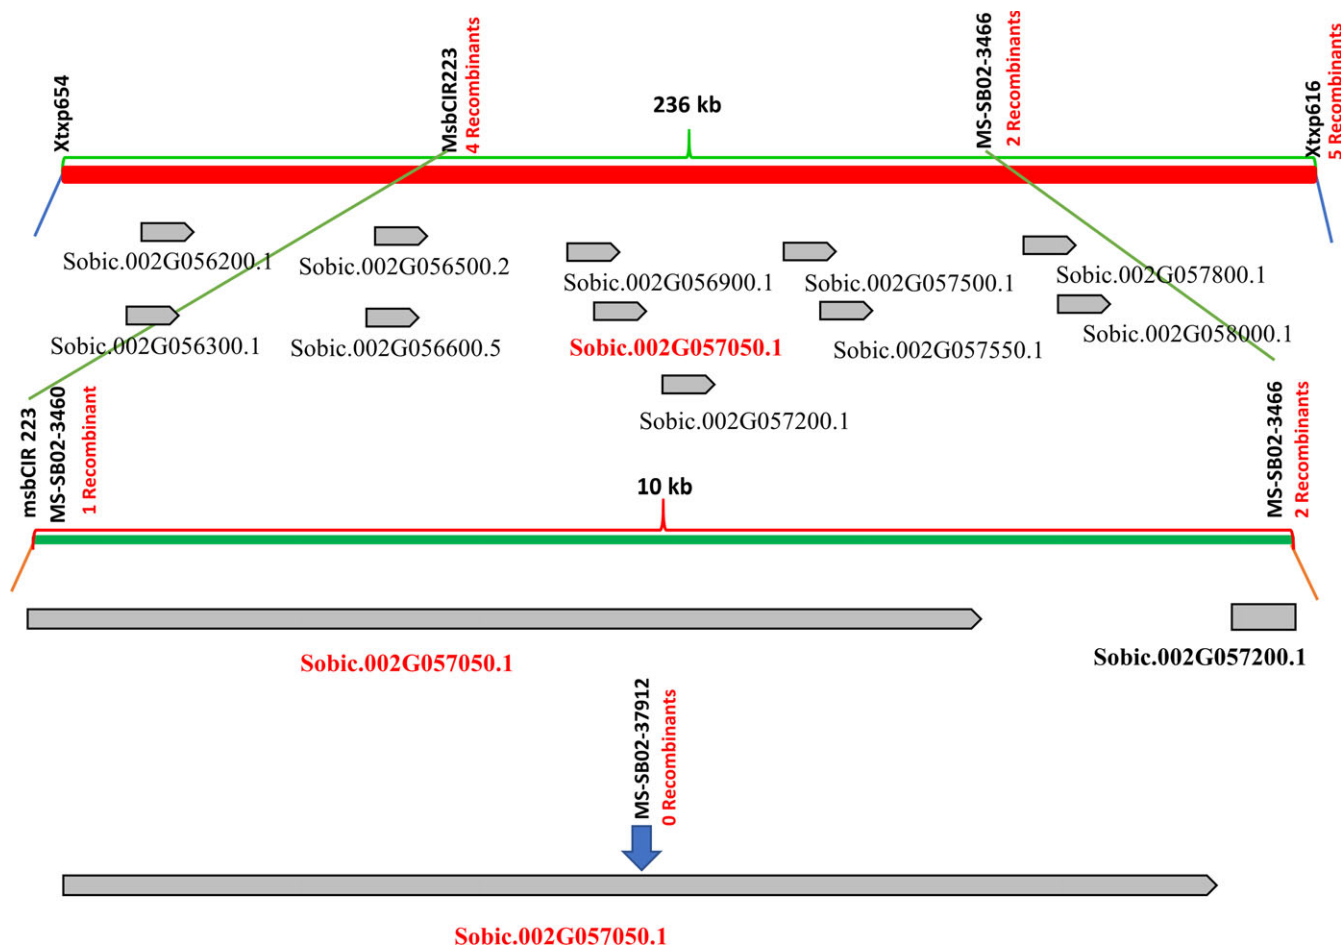 Xtxp654
MsbCIR223
4 Recombinants
236 kb
MS-SB02-3466
2 Recombinants
Xtxp616
5 Recombinants
Sobic.002G056200.1
Sobic.002G056500.2
Sobic.002G056900.1
Sobic.002G057500.1
Sobic.002G057800.1
Sobic.002G056300.1
Sobic.002G056600.5
Sobic.002G057050.1
Sobic.002G057550.1
Sobic.002G058000.1
Sobic.002G057200.1
msbCIR 223
MS-SB02-3460
1 Recombinant
10 kb
MS-SB02-3466
2 Recombinants
Sobic.002G057050.1
Sobic.002G057200.1
MS-SB02-37912
0 Recombinants
Sobic.002G057050.1